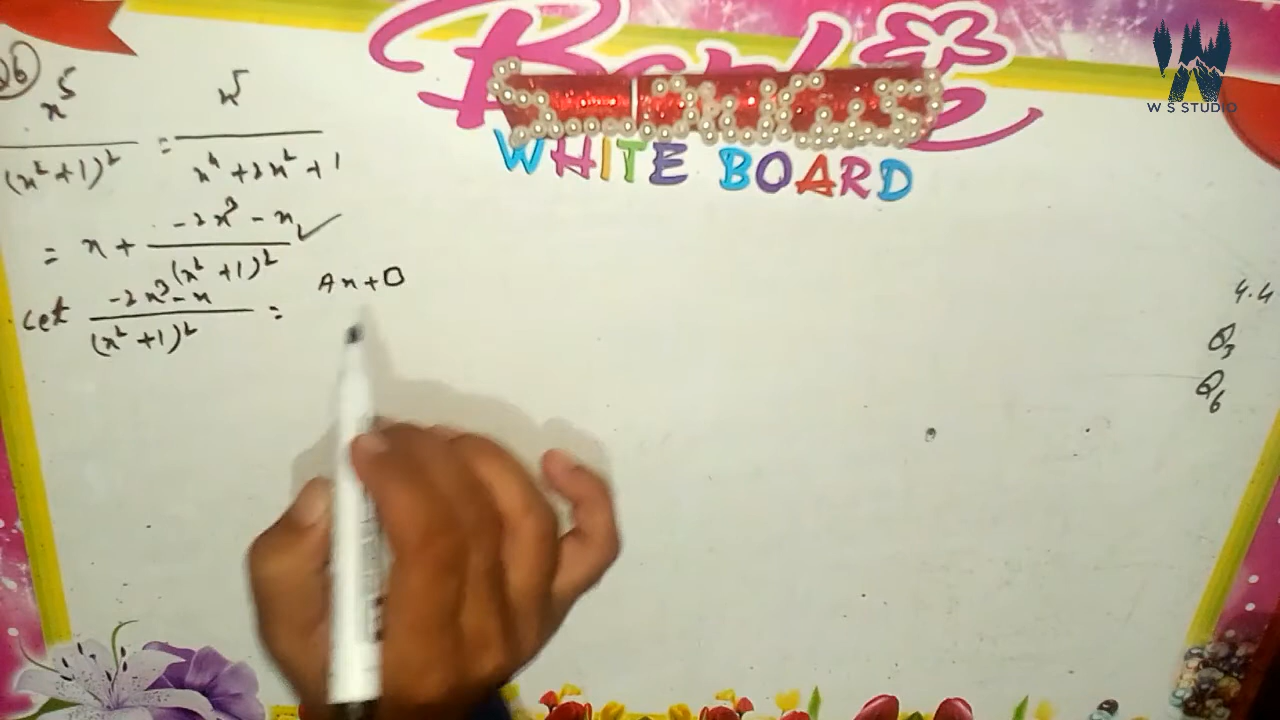 Q6
x^5/(x^2+1)^2 = x^5/(x^4+2x^2+1)
= x + (-2x^3-x)/(x^2+1)^2 ✓
Let (-2x^3-x)/(x^2+1)^2 =
Ax+B
WHITE BOARD
W S STUDIO
4.4
Q5
Q6